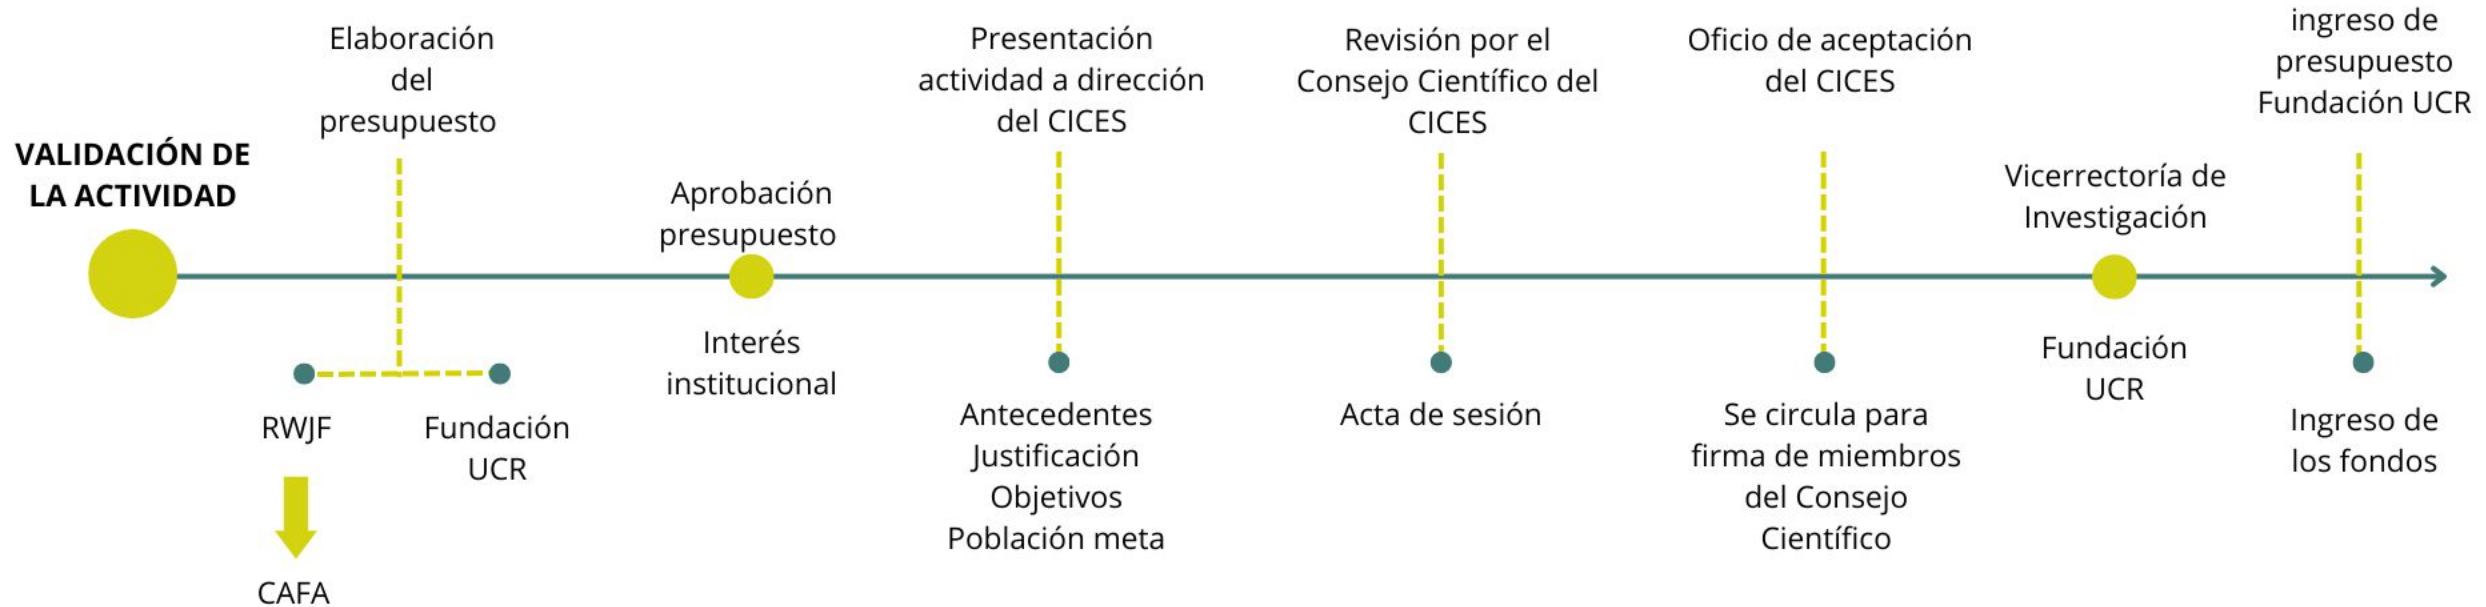 VALIDACIÓN DE
LA ACTIVIDAD
Elaboración
del
presupuesto
RWJF
CAFA
Fundación
UCR
Aprobación
presupuesto
Interés
institucional
Presentación
actividad a dirección
del CICES
Antecedentes
Justificación
Objetivos
Población meta
Revisión por el
Consejo Científico del
CICES
Acta de sesión
Oficio de aceptación
del CICES
Se circula para
firma de miembros
del Consejo
Científico
Vicerrectoría de
Investigación
Fundación
UCR
ingreso de
presupuesto
Fundación UCR
Ingreso de
los fondos